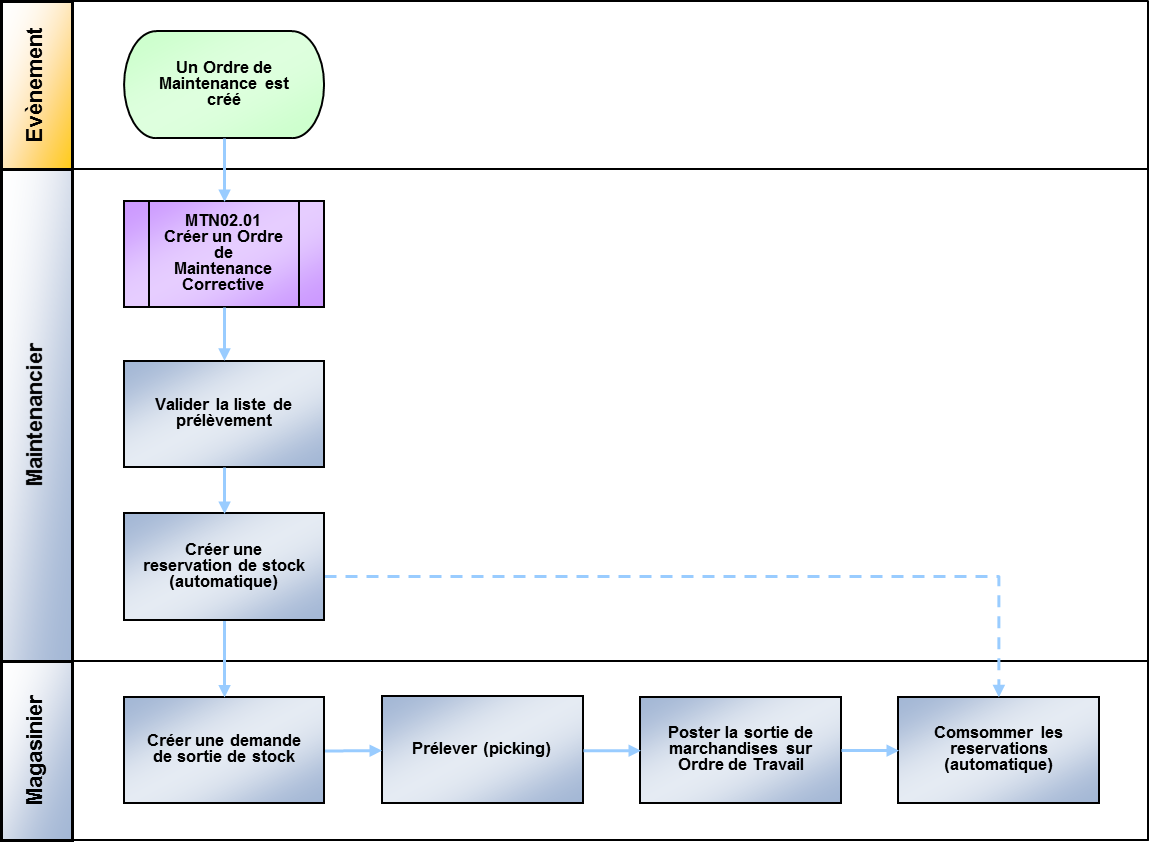 Evènement
Un Ordre de
Maintenance est
créé
Maintenancier
MTN02.01
Créer un Ordre
de
Maintenance
Corrective
Valider la liste de
prélèvement
Créer une
reservation de stock
(automatique)
Magasinier
Créer une demande
de sortie de stock
Prélever (picking)
Poster la sortie de
marchandises sur
Ordre de Travail
Comsommer les
reservations
(automatique)